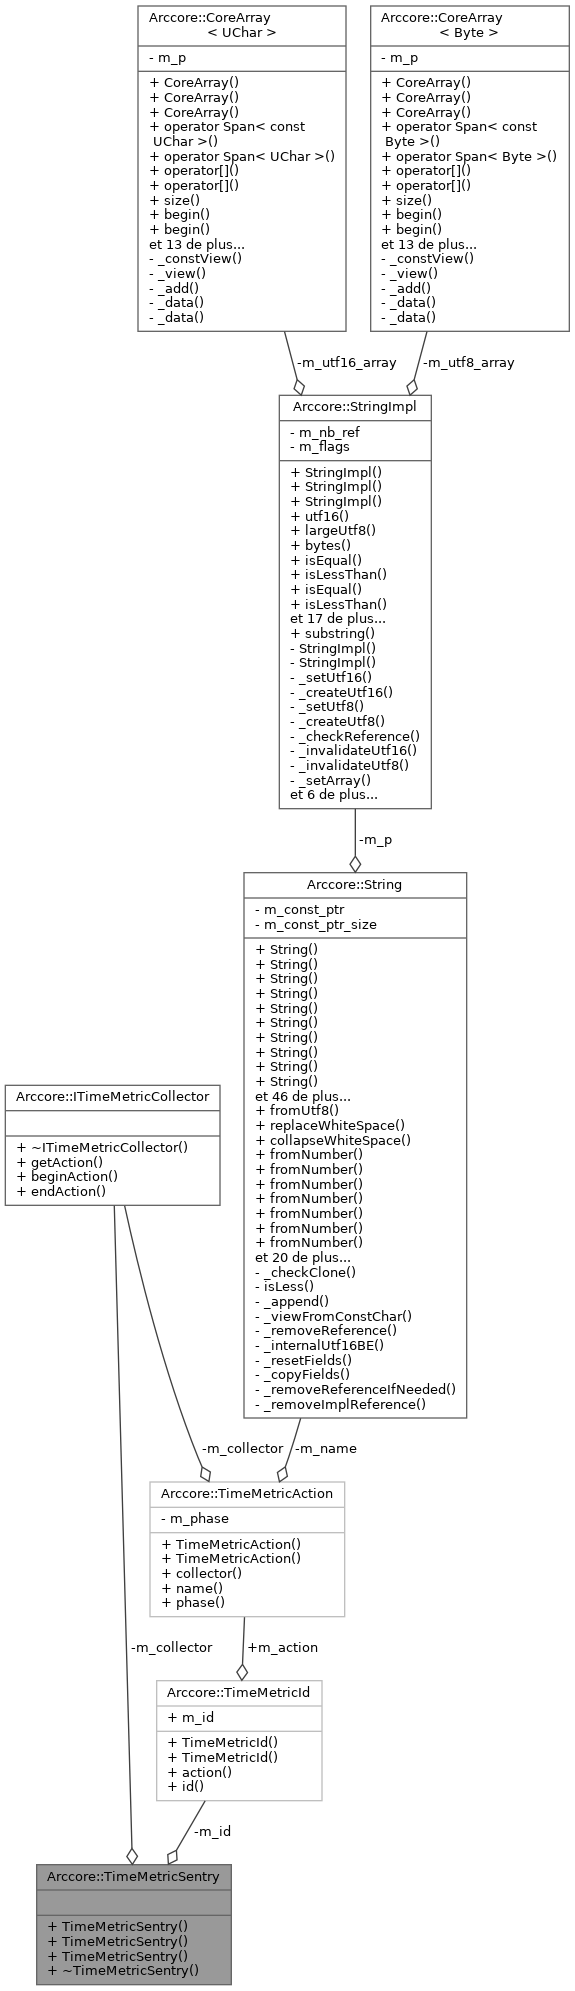 Arccore::CoreArray
< UChar >
- m_p
+ CoreArray()
+ CoreArray()
+ CoreArray()
+ operator Span< const
UChar >()
+ operator Span< UChar >()
+ operator[]()
+ operator[]()
+ size()
+ begin()
+ begin()
et 13 de plus...
- _constView()
- _view()
- _add()
- _data()
- _data()
Arccore::CoreArray
< Byte >
- m_p
+ CoreArray()
+ CoreArray()
+ CoreArray()
+ operator Span< const
Byte >()
+ operator Span< Byte >()
+ operator[]()
+ operator[]()
+ size()
+ begin()
+ begin()
et 13 de plus...
- _constView()
- _view()
- _add()
- _data()
- _data()
-m_utf16_array
-m_utf8_array
Arccore::StringImpl
- m_nb_ref
- m_flags
+ StringImpl()
+ StringImpl()
+ StringImpl()
+ utf16()
+ largeUtf8()
+ bytes()
+ isEqual()
+ isLessThan()
+ isEqual()
+ isLessThan()
et 17 de plus...
+ substring()
- StringImpl()
- StringImpl()
- _setUtf16()
- _createUtf16()
- _setUtf8()
- _createUtf8()
- _checkReference()
- _invalidateUtf16()
- _invalidateUtf8()
- _setArray()
et 6 de plus...
-m_p
Arccore::String
- m_const_ptr
- m_const_ptr_size
+ String()
+ String()
+ String()
+ String()
+ String()
+ String()
+ String()
+ String()
+ String()
+ String()
et 46 de plus...
+ fromUtf8()
+ replaceWhiteSpace()
+ collapseWhiteSpace()
+ fromNumber()
+ fromNumber()
+ fromNumber()
+ fromNumber()
+ fromNumber()
+ fromNumber()
+ fromNumber()
et 20 de plus...
- _checkClone()
- isLess()
- _append()
- _viewFromConstChar()
- _removeReference()
- _internalUtf16BE()
- _resetFields()
- _copyFields()
- _removeReferenceIfNeeded()
- _removeImplReference()
Arccore::ITimeMetricCollector
+ ~ITimeMetricCollector()
+ getAction()
+ beginAction()
+ endAction()
-m_collector
-m_name
Arccore::TimeMetricAction
- m_phase
+ TimeMetricAction()
+ TimeMetricAction()
+ collector()
+ name()
+ phase()
-m_collector
+m_action
Arccore::TimeMetricId
+ m_id
+ TimeMetricId()
+ TimeMetricId()
+ action()
+ id()
-m_id
Arccore::TimeMetricSentry
+ TimeMetricSentry()
+ TimeMetricSentry()
+ TimeMetricSentry()
+ ~TimeMetricSentry()